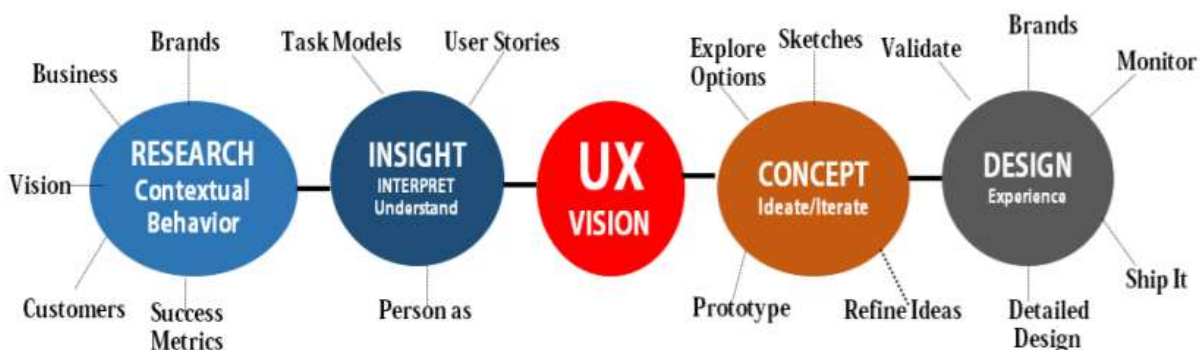 Brands
Business
Vision
Customers
Success
Metrics
RESEARCH
Contextual
Behavior
Task Models
User Stories
INSIGHT
INTERPRET
Understand
Person as
UX
VISION
Explore
Options
Sketches
CONCEPT
Ideate/Iterate
Prototype
Refine Ideas
Validate
Brands
Monitor
DESIGN
Experience
Ship It
Detailed
Design